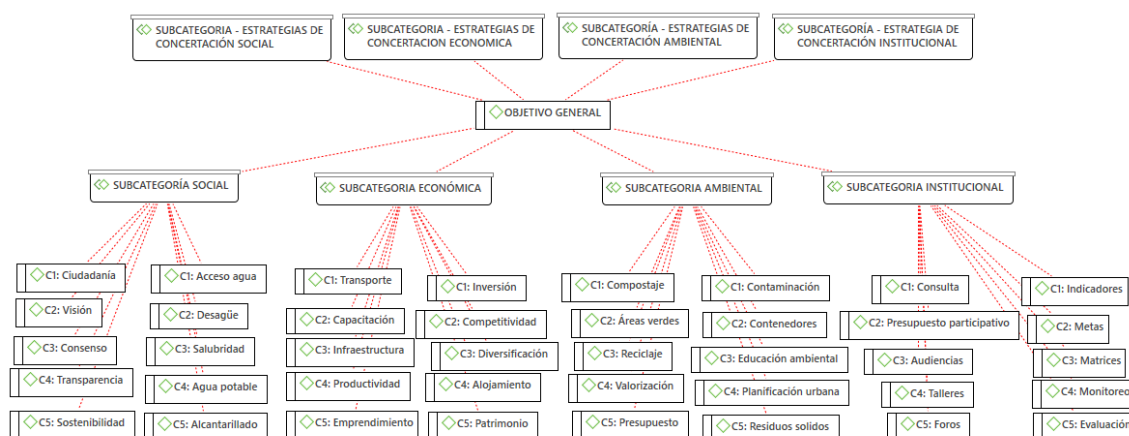 SUBCATEGORIA - ESTRATEGIAS DE
CONCERTACIÓN SOCIAL
SUBCATEGORIA - ESTRATEGIAS DE
CONCERTACION ECONOMICA
SUBCATEGORÍA - ESTRATEGIAS DE
CONCERTACIÓN AMBIENTAL
SUBCATEGORÍA - ESTRATEGIA DE
CONCERTACIÓN INSTITUCIONAL
OBJETIVO GENERAL
SUBCATEGORÍA SOCIAL
SUBCATEGORIA ECONÓMICA
SUBCATEGORIA AMBIENTAL
SUBCATEGORIA INSTITUCIONAL
C1: Ciudadanía
C2: Visión
C3: Consenso
C4: Transparencia
C5: Sostenibilidad
C1: Acceso agua
C2: Desagüe
C3: Salubridad
C4: Agua potable
C5: Alcantarillado
C1: Transporte
C2: Capacitación
C3: Infraestructura
C4: Productividad
C5: Emprendimiento
C1: Inversión
C2: Competitividad
C3: Diversificación
C4: Alojamiento
C5: Patrimonio
C1: Compostaje
C2: Áreas verdes
C3: Reciclaje
C4: Valorización
C5: Presupuesto
C1: Contaminación
C2: Contenedores
C3: Educación ambiental
C4: Planificación urbana
C5: Residuos solidos
C1: Consulta
C2: Presupuesto participativo
C3: Audiencias
C4: Talleres
C5: Foros
C1: Indicadores
C2: Metas
C3: Matrices
C4: Monitoreo
C5: Evaluación